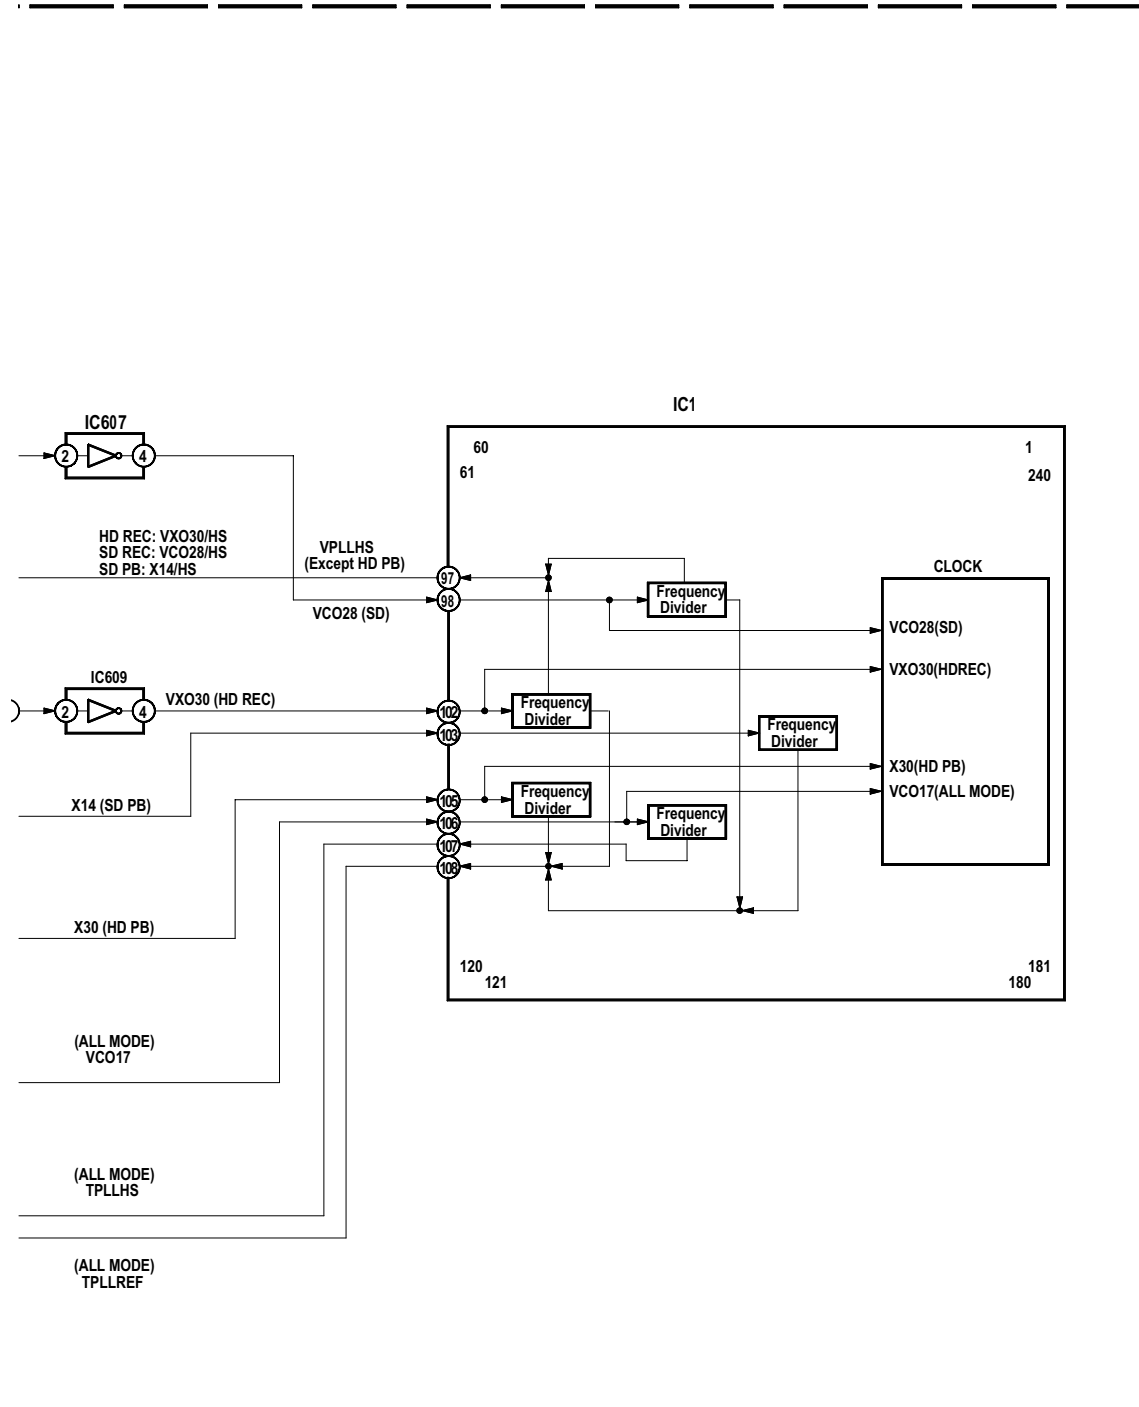 IC1
IC607
60
1
61
240
2
4
HD REC: VXO30/HS
SD REC: VCO28/HS
SD PB: X14/HS
VPLLHS
(Except HD PB)
97
98
VCO28 (SD)
Frequency
Divider
CLOCK
VCO28(SD)
VXO30(HDREC)
X30(HD PB)
VCO17(ALL MODE)
IC609
2
4
VXO30 (HD REC)
102
Frequency
Divider
103
Frequency
Divider
X14 (SD PB)
105
Frequency
Divider
106
Frequency
Divider
107
108
X30 (HD PB)
120
121
181
180
(ALL MODE)
VCO17
(ALL MODE)
TPLLHS
(ALL MODE)
TPLLREF